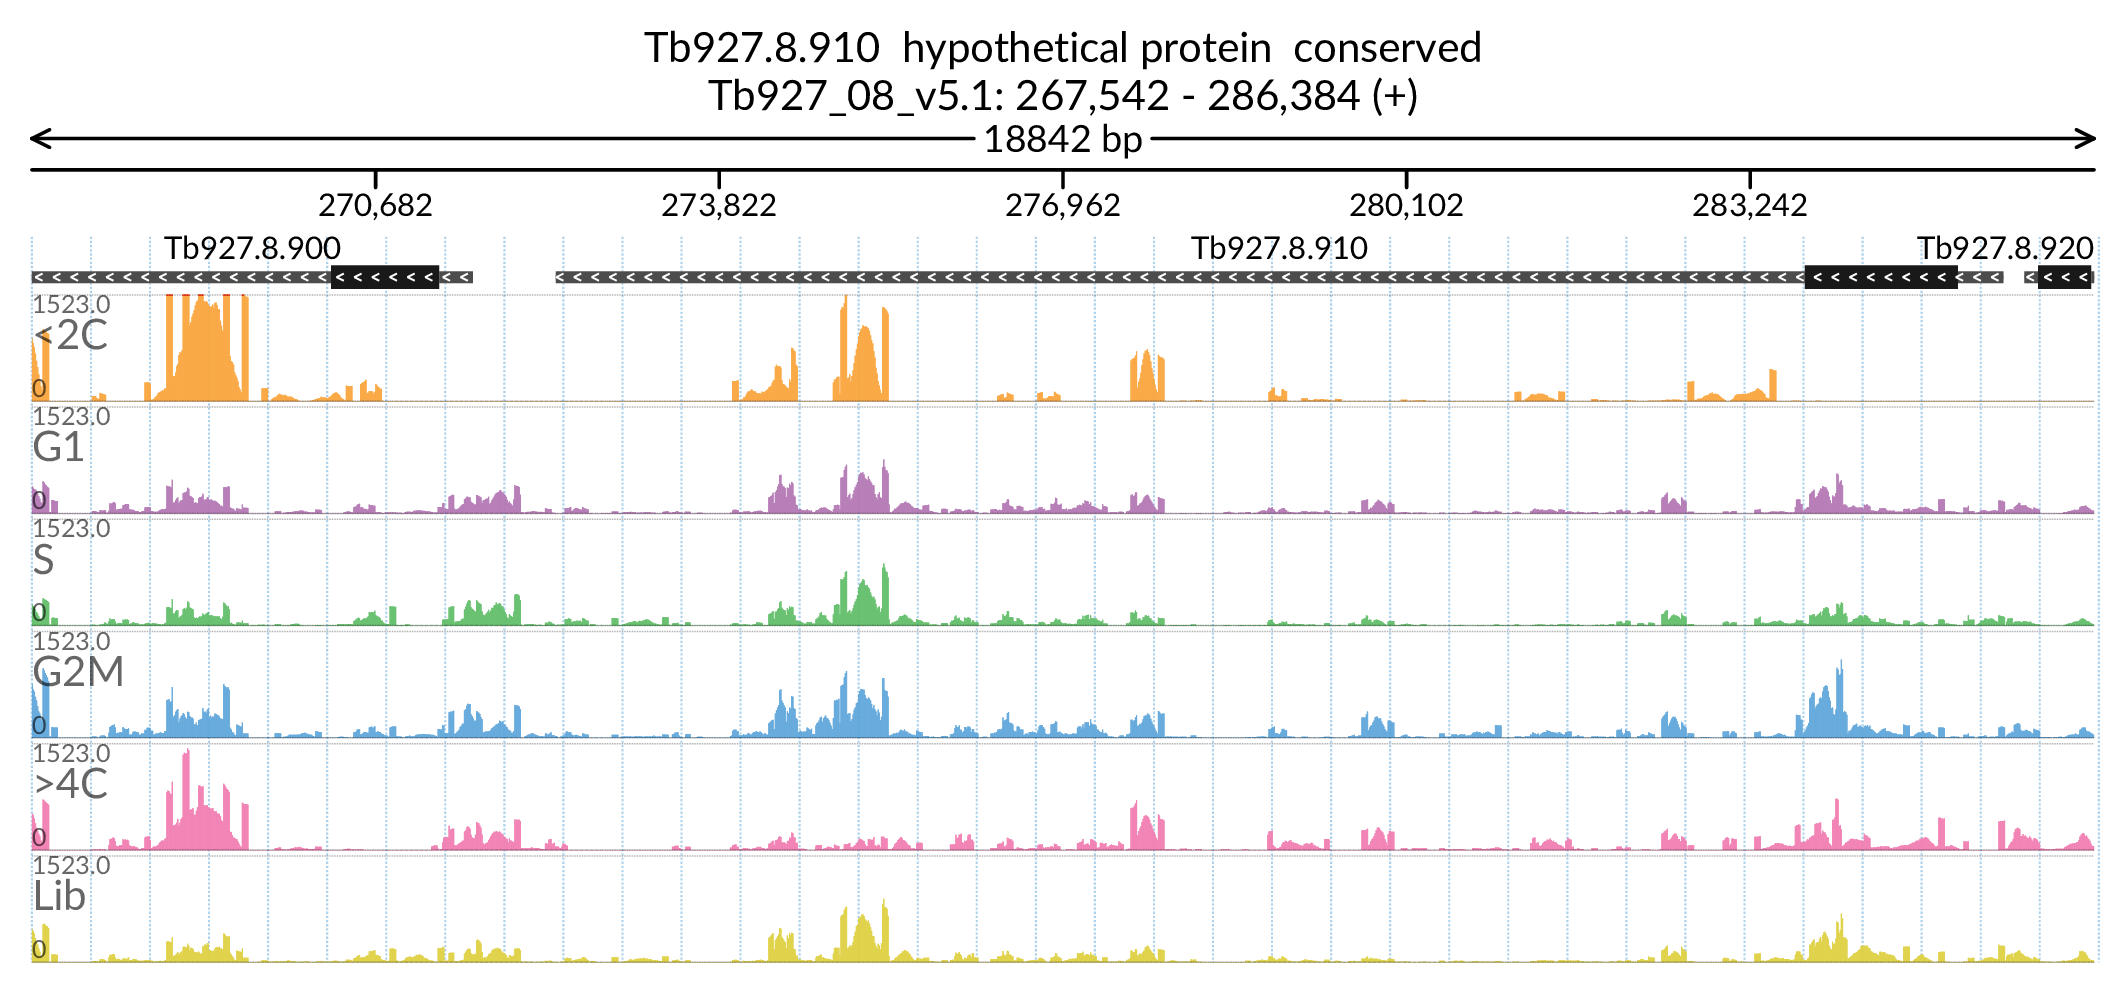 Tb927.8.910 hypothetical protein conserved
Tb927_08_v5.1: 267,542 - 286,384 (+)
18842 bp
270,682 273,822 276,962 280,102 283,242
Tb927.8.900 Tb927.8.910 Tb927.8.920
1523.0
<2C
0
1523.0
G1
0
1523.0
S
0
1523.0
G2M
0
1523.0
>4C
0
1523.0
Lib
0